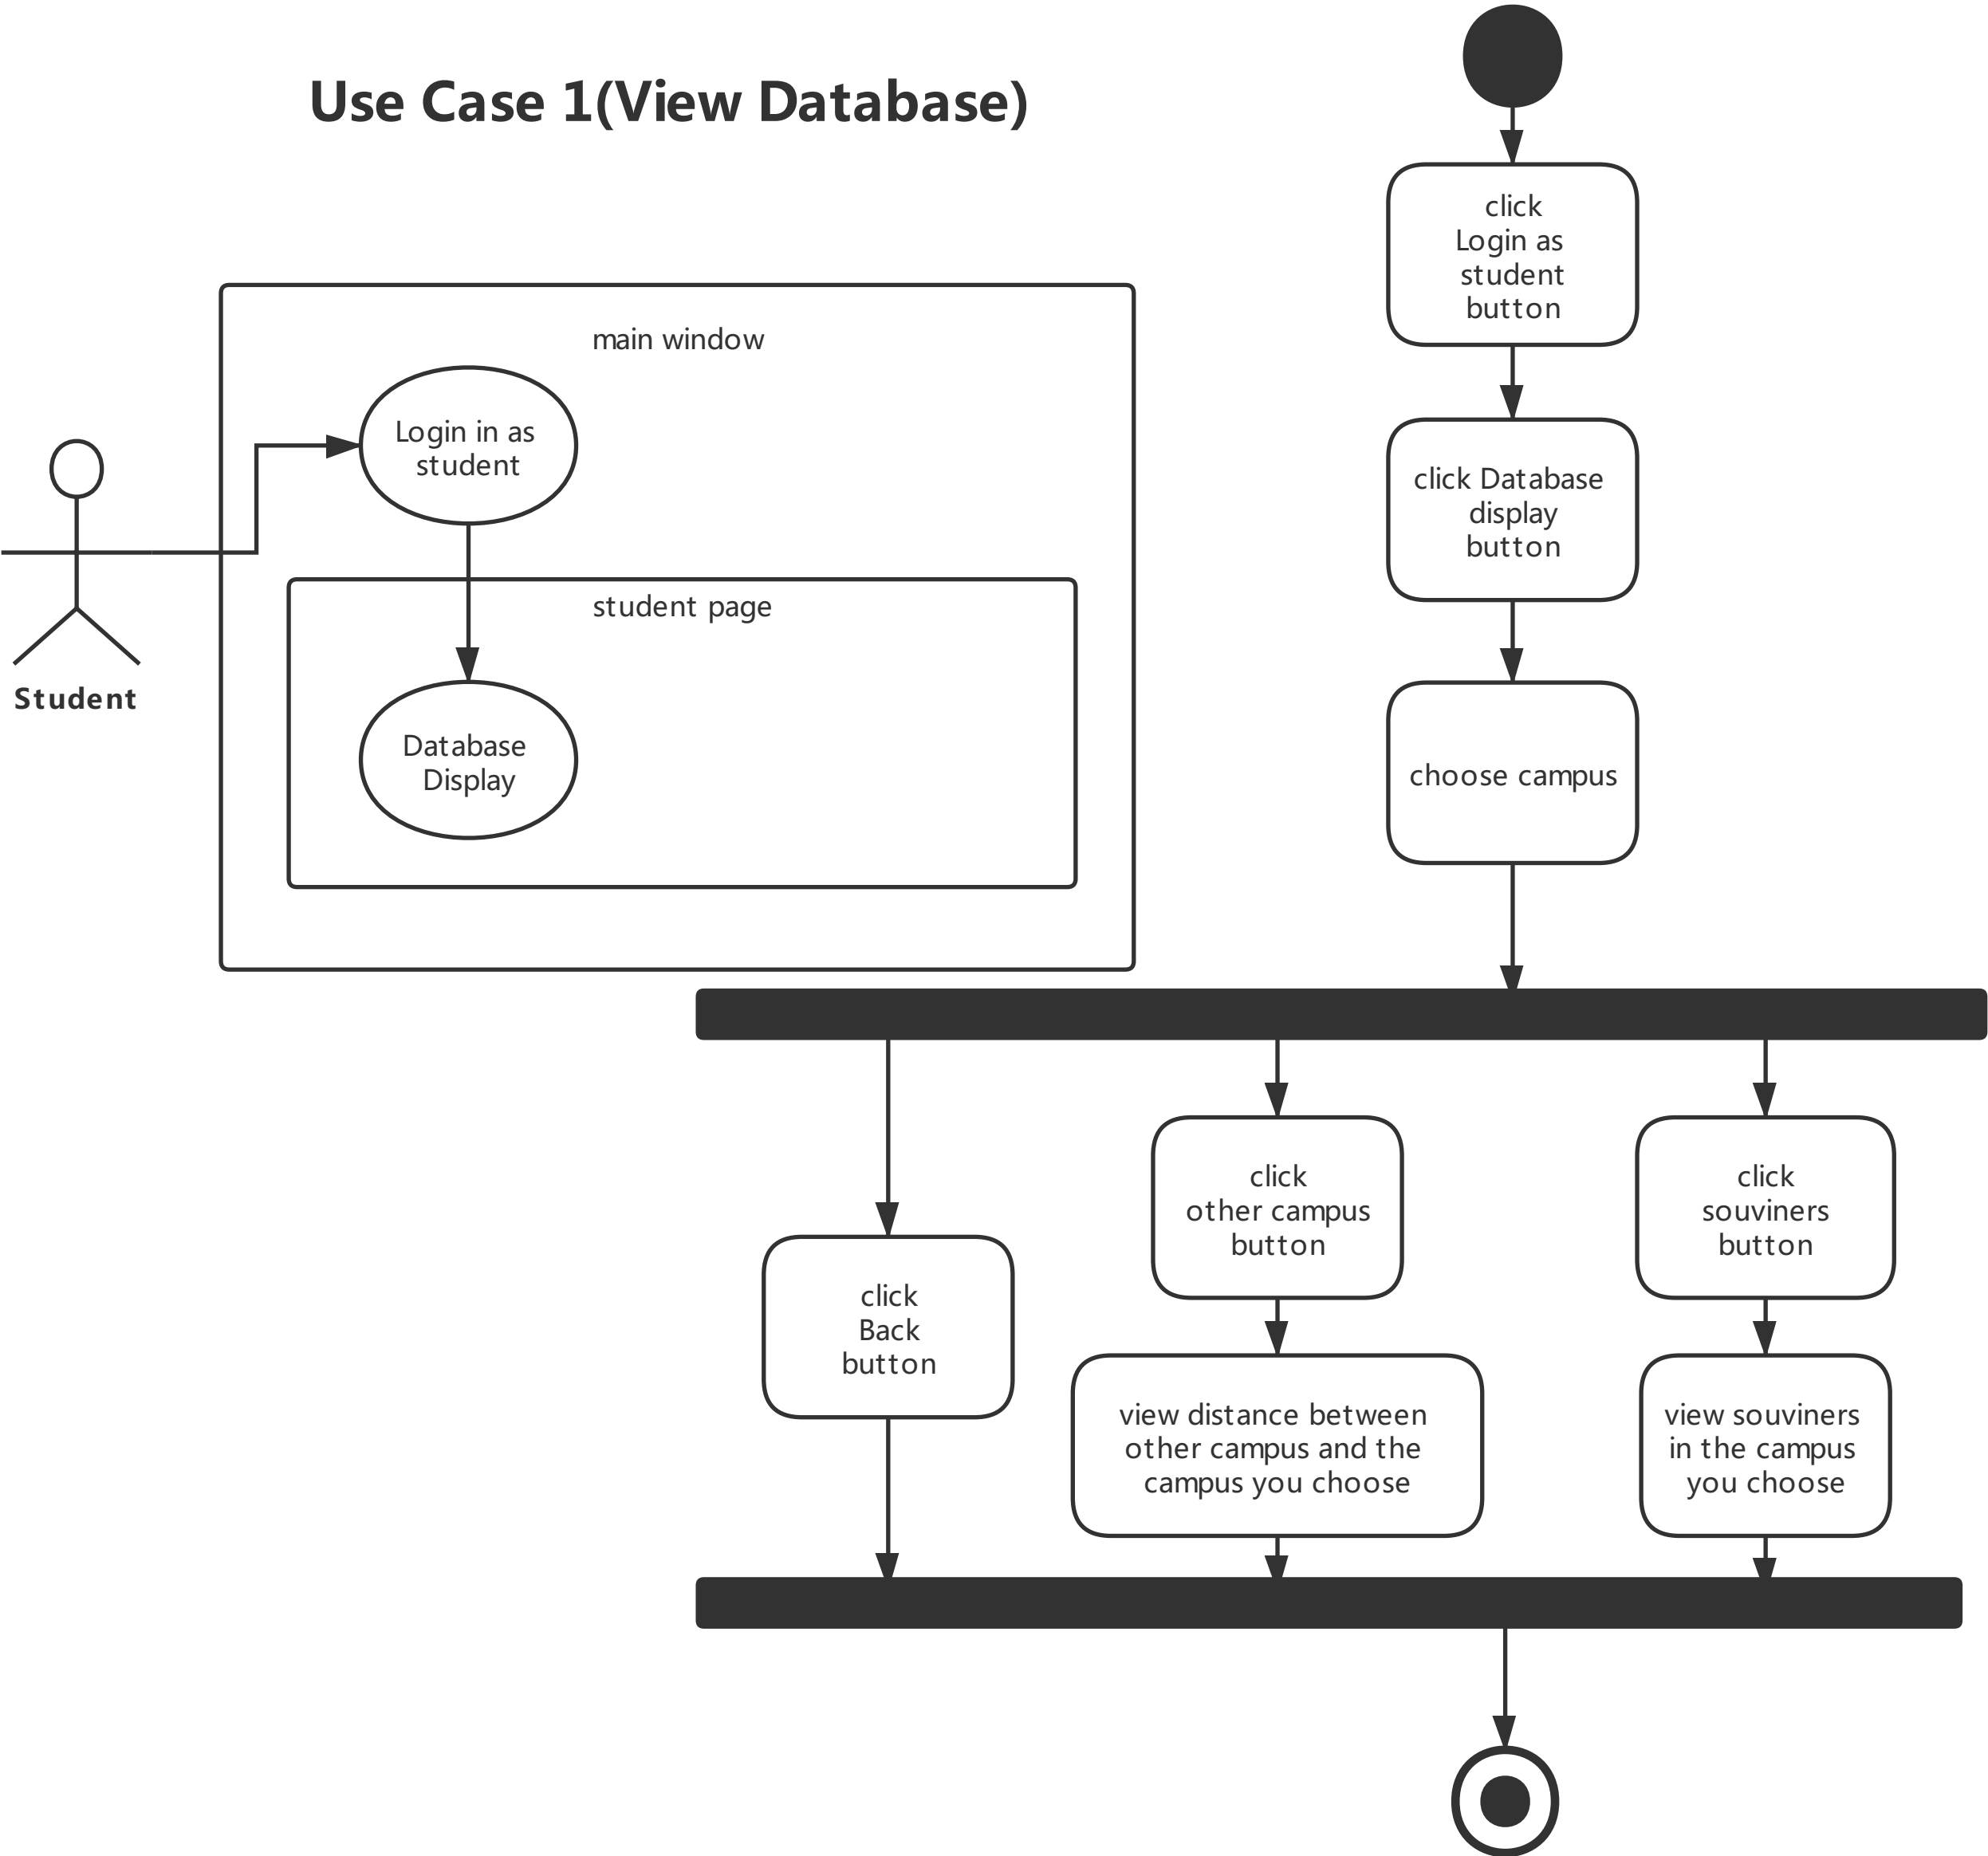 Use Case 1(View Database)
main window
Login in as
student
student page
Database
Display
Student
click
Login as
student
button
click Database
display
button
choose campus
click
Back
button
click
other campus
button
view distance between
other campus and the
campus you choose
click
souviners
button
view souviners
in the campus
you choose